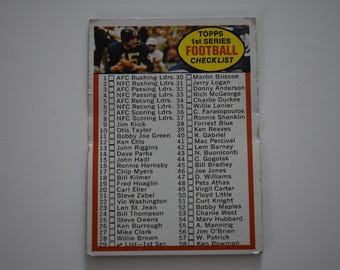 TOPPS
1st SERIES
FOOTBALL
CHECKLIST
1 AFC Rushing Ldrs.
2 NFC Rushing Ldrs.
3 AFC Passing Ldrs.
4 NFC Passing Ldrs.
5 AFC Recvng Ldrs.
6 NFC Recvng Ldrs.
7 AFC Scoring Ldrs.
8 NFC Scoring Ldrs.
9 Jim Kiick
10 Otis Taylor
11 Bobby Joe Green
12 Ken Ellis
13 John Riggins
14 Dave Parks
15 John Hadl
16 Ronnie Hornsby
17 Chip Myers
18 Bill Kilmer
19 Fred Hoaglin
20 Carl Eller
21 Steve Zabel
22 Vic Washington
23 Len St. Jean
24 Bill Thompson
25 Steve Owens
26 Ken Burrough
27 Mike Clark
28 Willie Brown
29 List—1st Ser.
30 Marlin Briscoe
31 Jerry Logan
32 Donny Anderson
33 Rich McGeorge
34 Charlie Durkee
35 Willie Lanier
36 C. Farasopoulos
37 Ron Shanklin
38 Forrest Blue
39 Ken Reaves
40 R. Gabriel
41 Mac Percival
42 Lem Barney
43 N. Buoniconti
44 C. Gogolak
45 Bill Bradley
46 Joe Jones
47 D. Williams
48 Pete Athas
49 Virgil Carter
50 Floyd Little
51 Curt Knight
52 Bobby Maples
53 Charlie West
54 Marv Hubbard
55 Archie Manning
56 Jim O'Brien
57 W. Patrick
58 Ken Bowman